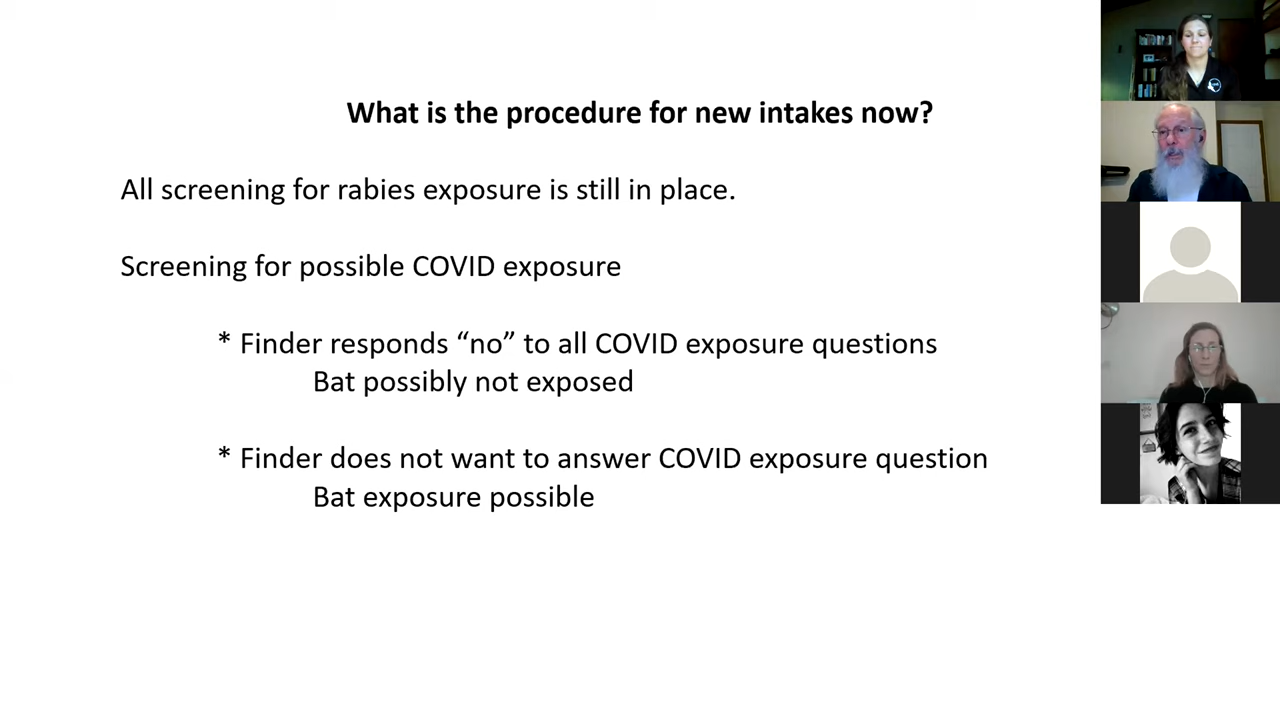 What is the procedure for new intakes now?
All screening for rabies exposure is still in place.
Screening for possible COVID exposure
* Finder responds “no” to all COVID exposure questions
Bat possibly not exposed
* Finder does not want to answer COVID exposure question
Bat exposure possible